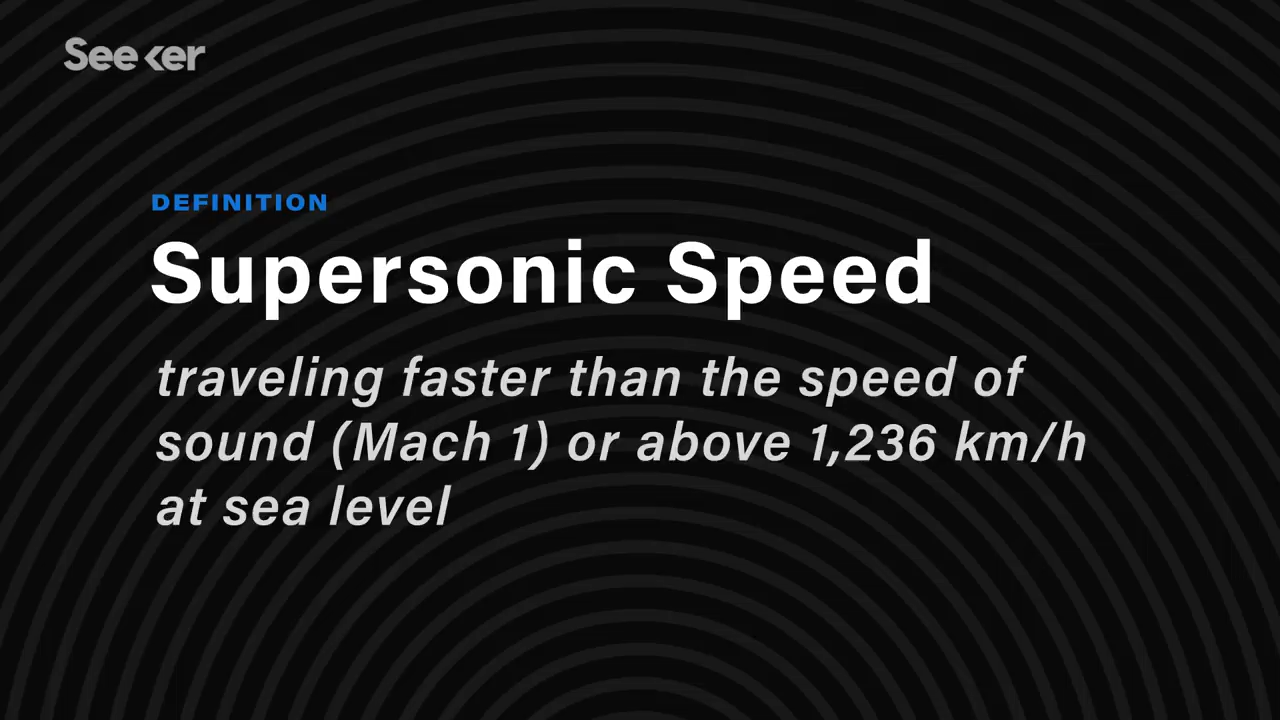 Seeker
DEFINITION
Supersonic Speed
traveling faster than the speed of
sound (Mach 1) or above 1,236 km/h
at sea level